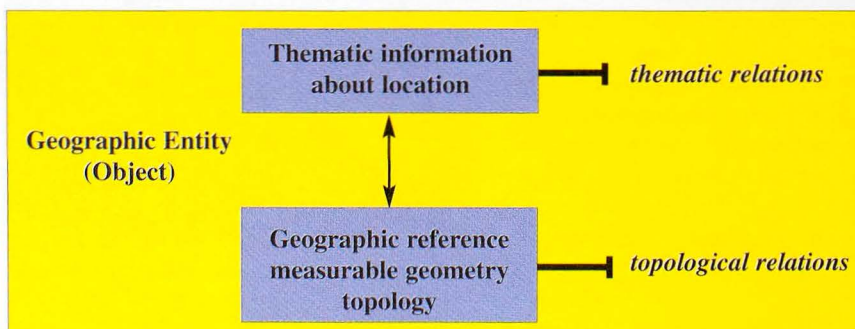 Thematic information
about location
thematic relations
Geographic Entity
(Object)
Geographic reference
measurable geometry
topology
topological relations